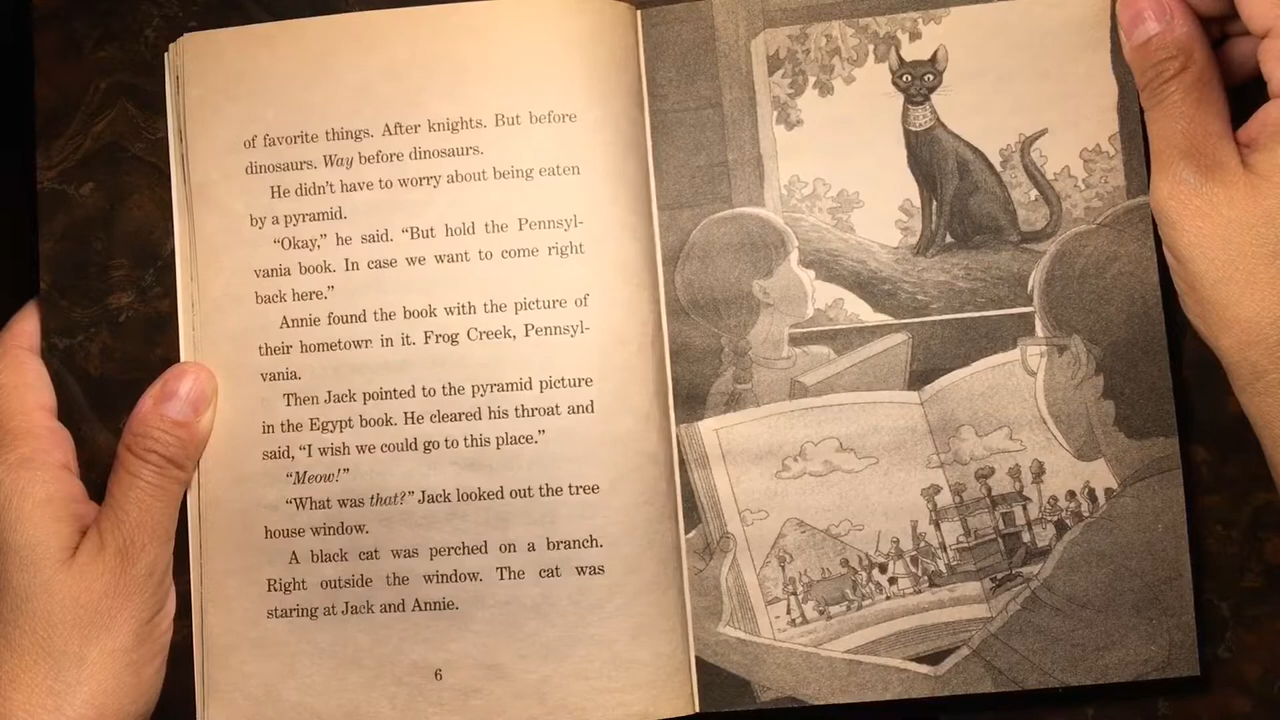 of favorite things. After knights. But before
dinosaurs. Way before dinosaurs.
He didn't have to worry about being eaten
by a pyramid.
"Okay," he said. "But hold the Pennsyl-
vania book. In case we want to come right
back here."
Annie found the book with the picture of
their hometown in it. Frog Creek, Pennsyl-
vania.
Then Jack pointed to the pyramid picture
in the Egypt book. He cleared his throat and
said, "I wish we could go to this place."
"Meow!"
"What was that?" Jack looked out the tree
house window.
A black cat was perched on a branch.
Right outside the window. The cat was
staring at Jack and Annie.
6